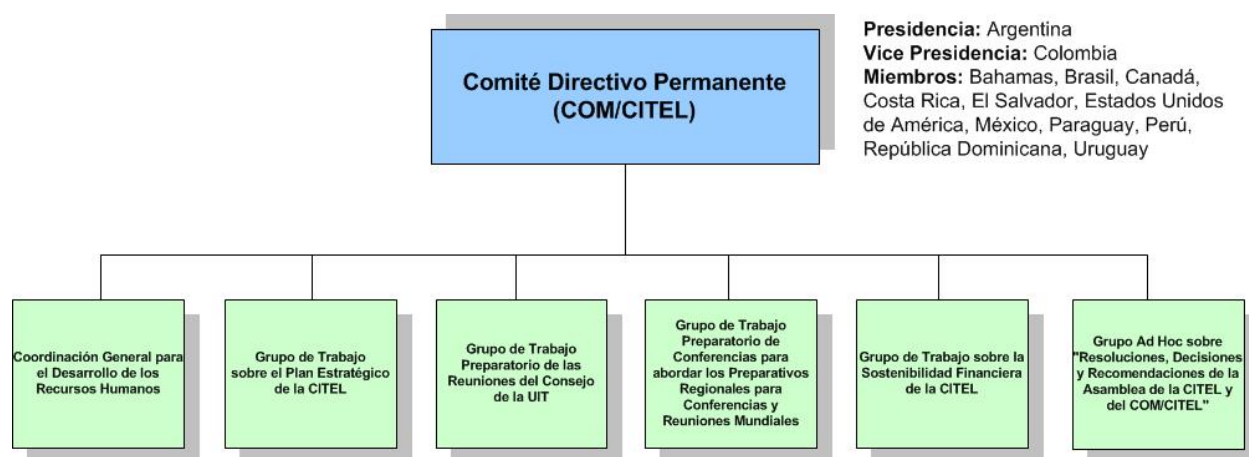 Comité Directivo Permanente
(COM/CITEL)
Presidencia: Argentina
Vice Presidencia: Colombia
Miembros: Bahamas, Brasil, Canadá,
Costa Rica, El Salvador, Estados Unidos
de América, México, Paraguay, Perú,
República Dominicana, Uruguay
Coordinación General para
el Desarrollo de los
Recursos Humanos
Grupo de Trabajo
sobre el Plan Estratégico
de la CITEL
Grupo de Trabajo
Preparatorio de las
Reuniones del Consejo
de la UIT
Grupo de Trabajo
Preparatorio de
Conferencias para
abordar los Preparativos
Regionales para
Conferencias y
Reuniones Mundiales
Grupo de Trabajo sobre la
Sostenibilidad Financiera
de la CITEL
Grupo Ad Hoc sobre
"Resoluciones, Decisiones
y Recomendaciones de la
Asamblea de la CITEL y
del COM/CITEL"